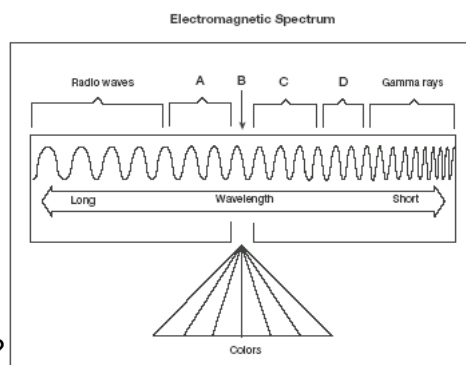 Electromagnetic Spectrum
Radio waves A B C D Gamma rays
Long Wavelength Short
Colors